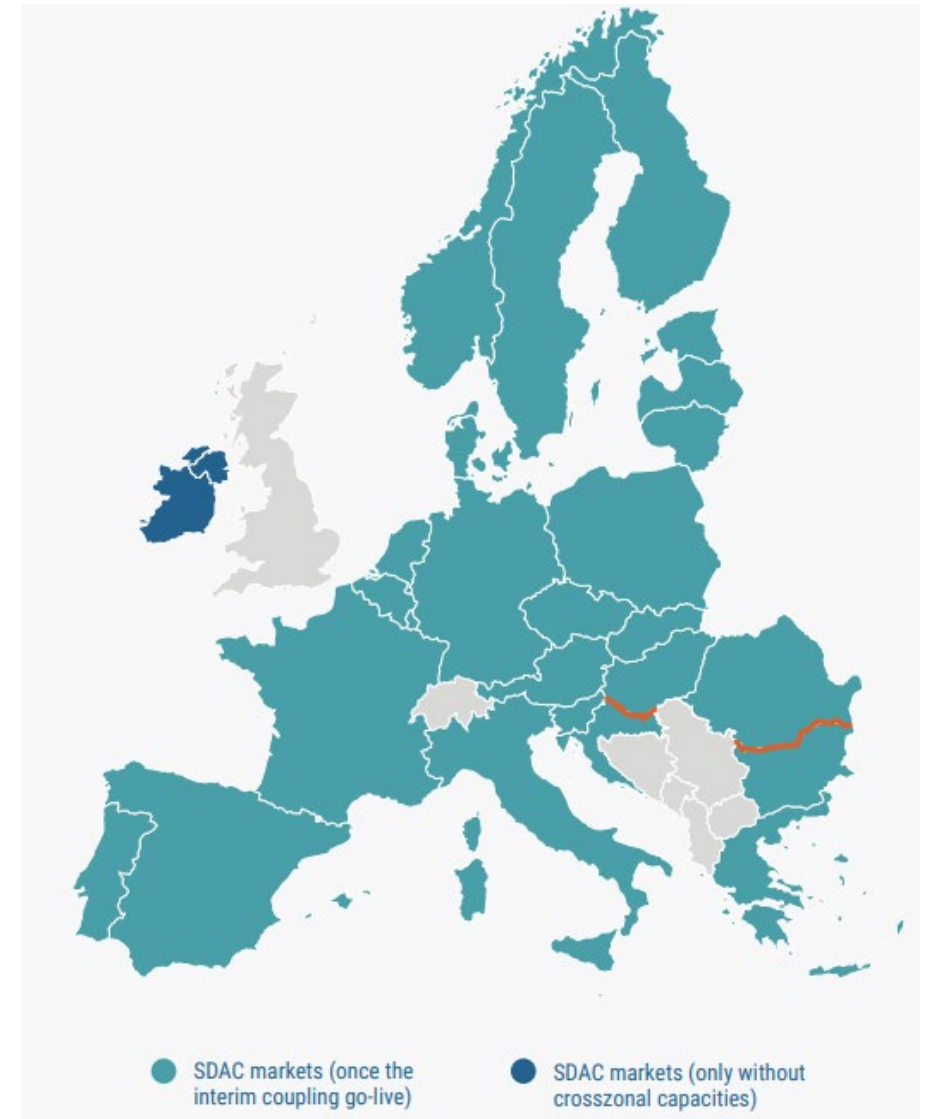 SDAC markets (once the
interim coupling go-live)
SDAC markets (only without
crosszonal capacities)